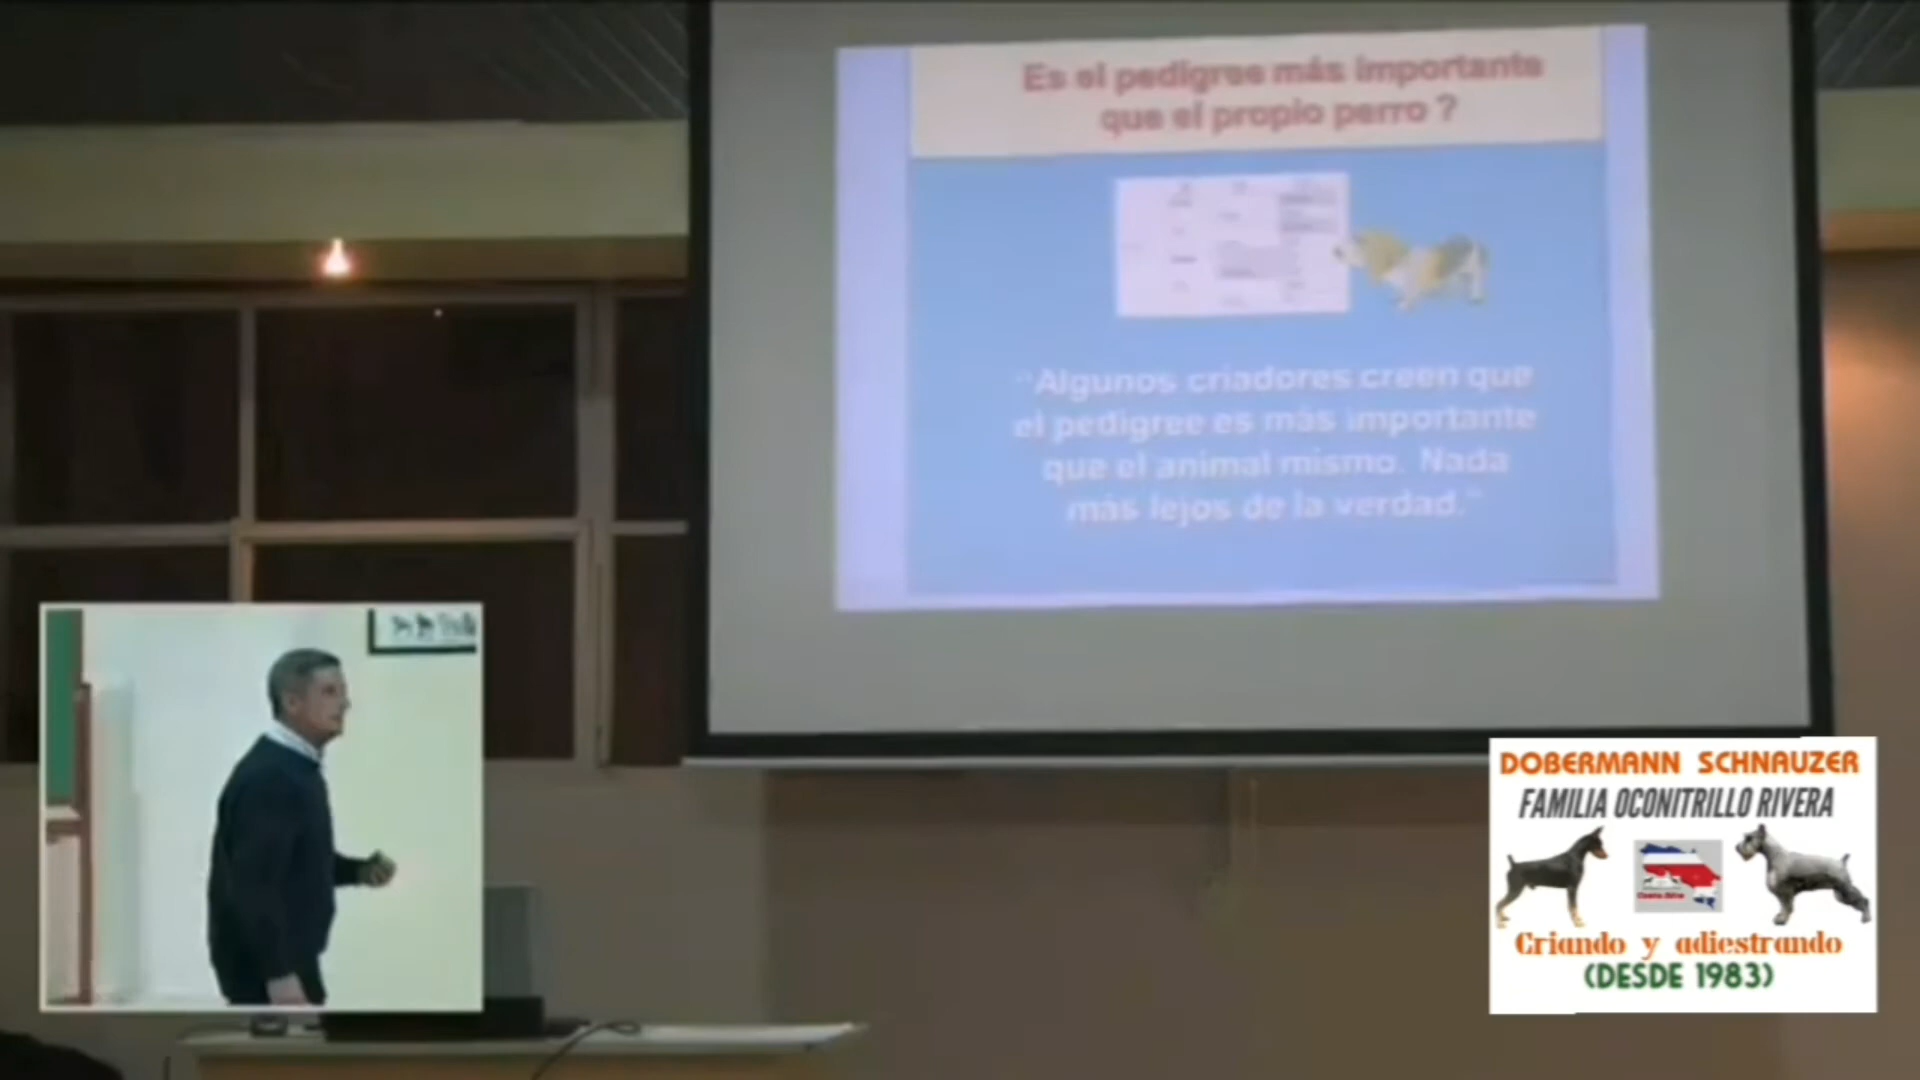 Es el pedigree más importante
que el propio perro ?
"Algunos criadores creen que
el pedigree es más importante
que el animal mismo. Nada
más lejos de la verdad."
DOBERMANN SCHNAUZER
FAMILIA OCONITRILLO RIVERA
Criando y adiestrando
(DESDE 1983)